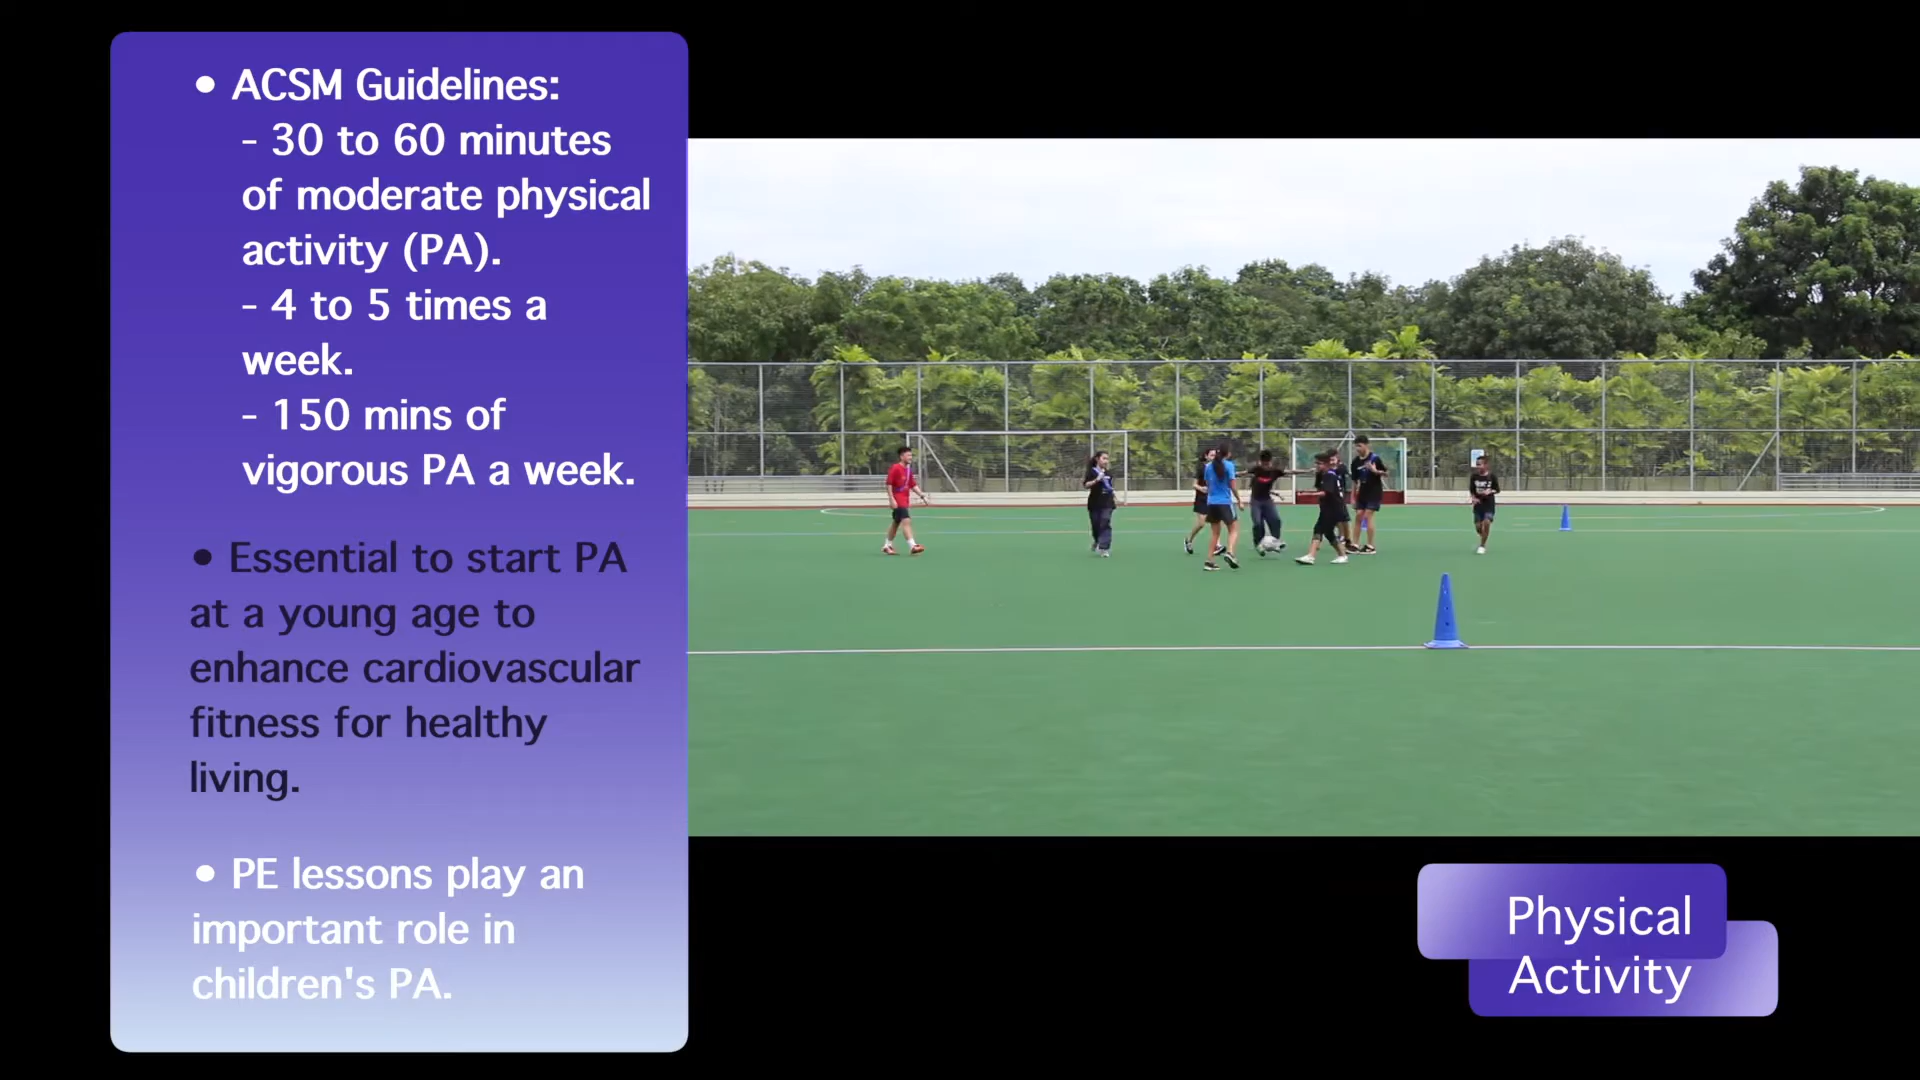 • ACSM Guidelines:
- 30 to 60 minutes
of moderate physical
activity (PA).
- 4 to 5 times a
week.
- 150 mins of
vigorous PA a week.
• Essential to start PA
at a young age to
enhance cardiovascular
fitness for healthy
living.
• PE lessons play an
important role in
children's PA.
Physical
Activity